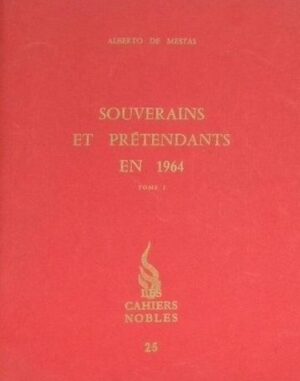 ALBERTO DE MESTAS
SOUVERAINS
ET PRÉTENDANTS
EN 1964
TOME I
LES
CAHIERS
NOBLES
25